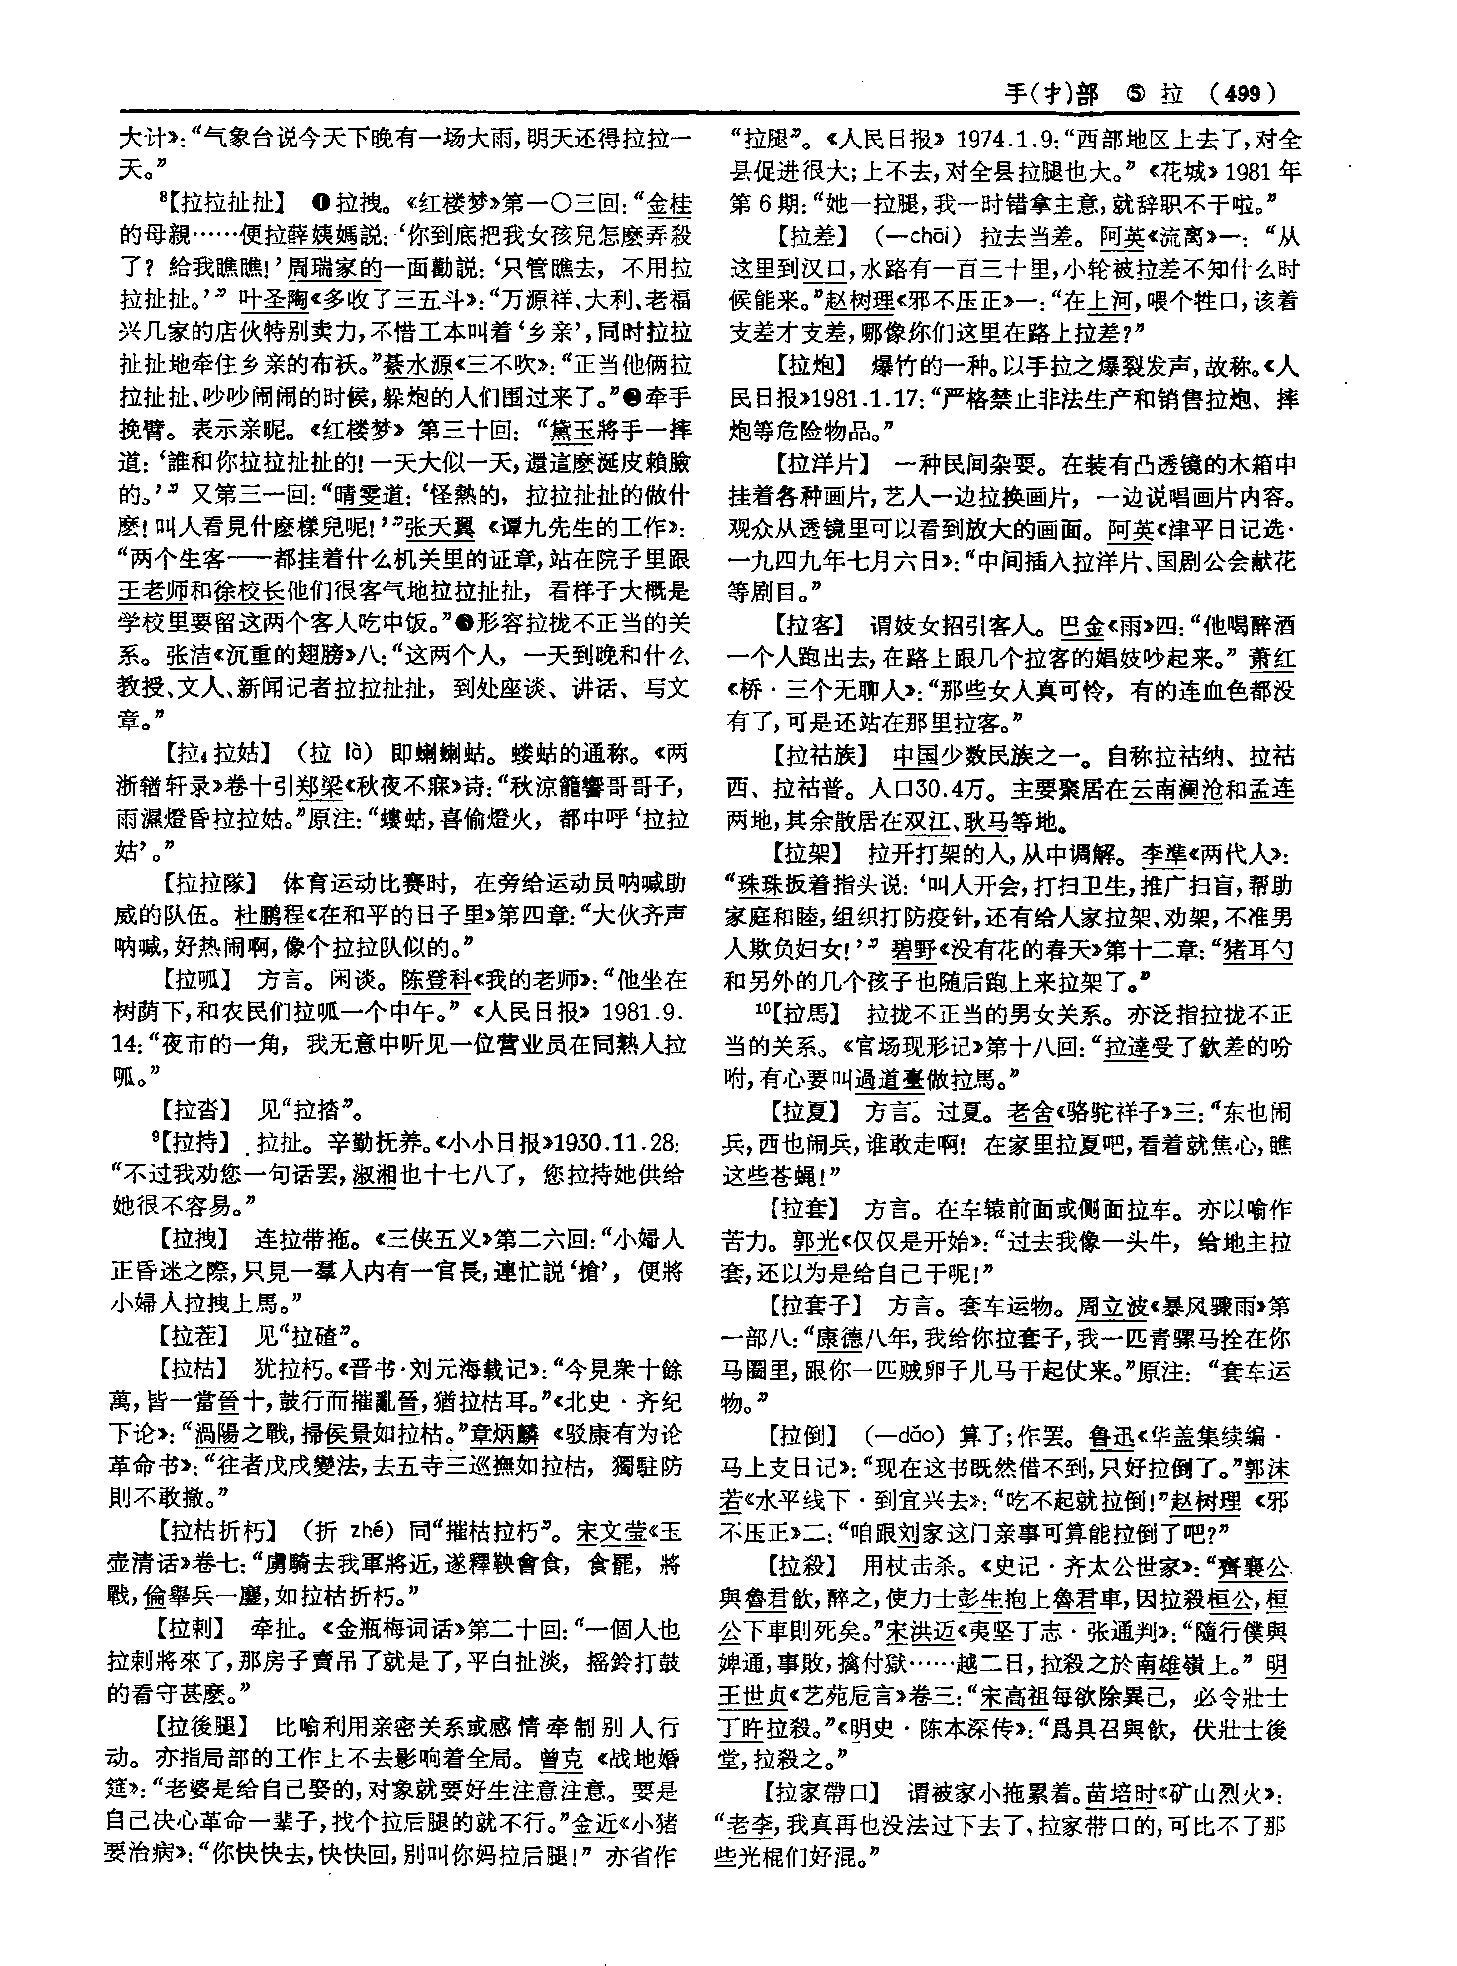 手(扌)部 ⑤ 拉 (499)
大计》：“气象台说今天下晚有一场大雨，明天还得拉拉一
天。”
8【拉拉扯扯】 ❶拉拽。《红楼梦》第一〇三回：“金桂
的母親……便拉薛姨媽説：‘你到底把我女孩兒怎麽弄殺
了？給我瞧瞧！’周瑞家的一面勸説：‘只管瞧去，不用拉
拉扯扯。’” 叶圣陶《多收了三五斗》：“万源祥、大利、老福
兴几家的店伙特别卖力，不惜工本叫着‘乡亲’，同时拉拉
扯扯地牵住乡亲的布袄。”綦水源《三不吹》：“正当他俩拉
拉扯扯、吵吵闹闹的时候，躲炮的人们围过来了。”❷牵手
挽臂。表示亲昵。《红楼梦》第三十回：“黛玉將手一摔
道：‘誰和你拉拉扯扯的！一天大似一天，還這麽涎皮賴臉
的。’” 又第三一回：“晴雯道：‘怪熱的，拉拉扯扯的做什
麽！叫人看見什麽樣兒呢！’”张天翼《谭九先生的工作》：
“两个生客——都挂着什么机关里的证章，站在院子里跟
王老师和徐校长他们很客气地拉拉扯扯，看样子大概是
学校里要留这两个客人吃中饭。”❸形容拉拢不正当的关
系。张洁《沉重的翅膀》八：“这两个人，一天到晚和什么
教授、文人、新闻记者拉拉扯扯，到处座谈、讲话、写文
章。”
【拉4拉姑】 （拉 là）即蝲蝲蛄。蝼蛄的通称。《两
浙輶轩录》卷十引郑梁《秋夜不寐》诗：“秋涼籠響哥哥子，
雨濕燈昏拉拉姑。”原注：“螻蛄，喜偷燈火，都中呼‘拉拉
姑’。”
【拉拉隊】 体育运动比赛时，在旁给运动员呐喊助
威的队伍。杜鹏程《在和平的日子里》第四章：“大伙齐声
呐喊，好热闹啊，像个拉拉队似的。”
【拉呱】 方言。闲谈。陈登科《我的老师》：“他坐在
树荫下，和农民们拉呱一个中午。”《人民日报》1981.9.
14：“夜市的一角，我无意中听见一位营业员在同熟人拉
呱。”
【拉沓】 见“拉揸”。
9【拉持】 拉扯。辛勤抚养。《小小日报》1930.11.28：
“不过我劝您一句话罢，淑湘也十七八了，您拉持她供给
她很不容易。”
【拉拽】 连拉带拖。《三侠五义》第二六回：“小婦人
正昏迷之際，只見一羣人内有一官長，連忙説‘搶’，便將
小婦人拉拽上馬。”
【拉茬】 见“拉碴”。
【拉枯】 犹拉朽。《晋书·刘元海载记》：“今見衆十餘
萬，皆一當晉十，鼓行而摧亂晉，猶拉枯耳。”《北史·齐纪
下论》：“渦陽之戰，掃侯景如拉枯。”章炳麟《驳康有为论
革命书》：“往者戊戌變法，去五寺三巡撫如拉枯，獨駐防
則不敢撤。”
【拉枯折朽】 （折 zhé）同“摧枯拉朽”。宋文莹《玉
壶清话》卷七：“虜騎去我軍將近，遂釋鞅會食，食罷，將
戰，倫舉兵一麾，如拉枯折朽。”
【拉刺】 牵扯。《金瓶梅词话》第二十回：“一個人也
拉刺將來了，那房子賣吊了就是了，平白扯淡，摇鈴打鼓
的看守甚麽。”
【拉後腿】 比喻利用亲密关系或感情牵制别人行
动。亦指局部的工作上不去影响着全局。曾克《战地婚
筵》：“老婆是给自己娶的，对象就要好生注意注意。要是
自己决心革命一辈子，找个拉后腿的就不行。”金近《小猪
要治病》：“你快快去，快快回，别叫你妈拉后腿！” 亦省作
“拉腿”。《人民日报》1974.1.9：“西部地区上去了，对全
县促进很大；上不去，对全县拉腿也大。”《花城》1981年
第6期：“她一拉腿，我一时错拿主意，就辞职不干啦。”
【拉差】 （—chāi）拉去当差。阿英《流离》一：“从
这里到汉口，水路有一百三十里，小轮被拉差不知什么时
候能来。”赵树理《邪不压正》一：“在上河，喂个牲口，该着
支差才支差，哪像你们这里在路上拉差？”
【拉炮】 爆竹的一种。以手拉之爆裂发声，故称。《人
民日报》1981.1.17：“严格禁止非法生产和销售拉炮、摔
炮等危险物品。”
【拉洋片】 一种民间杂耍。在装有凸透镜的木箱中
挂着各种画片，艺人一边拉换画片，一边说唱画片内容。
观众从透镜里可以看到放大的画面。阿英《津平日记选·
一九四九年七月六日》：“中间插入拉洋片、国剧公会献花
等剧目。”
【拉客】 谓妓女招引客人。巴金《雨》四：“他喝醉酒
一个人跑出去，在路上跟几个拉客的娼妓吵起来。” 萧红
《桥·三个无聊人》：“那些女人真可怜，有的连血色都没
有了，可是还站在那里拉客。”
【拉祜族】 中国少数民族之一。自称拉祜纳、拉祜
西、拉祜普。人口30.4万。主要聚居在云南澜沧和孟连
两地，其余散居在双江、耿马等地。
【拉架】 拉开打架的人，从中调解。李準《两代人》：
“珠珠扳着指头说：‘叫人开会，打扫卫生，推广扫盲，帮助
家庭和睦，组织打防疫针，还有给人家拉架、劝架，不准男
人欺负妇女！’” 碧野《没有花的春天》第十二章：“猪耳勺
和另外的几个孩子也随后跑上来拉架了。”
10【拉馬】 拉拢不正当的男女关系。亦泛指拉拢不正
当的关系。《官场现形记》第十八回：“拉達受了欽差的吩
咐，有心要叫過道臺做拉馬。”
【拉夏】 方言。过夏。老舍《骆驼祥子》三：“东也闹
兵，西也闹兵，谁敢走啊！在家里拉夏吧，看着就焦心，瞧
这些苍蝇！”
【拉套】 方言。在车辕前面或侧面拉车。亦以喻作
苦力。郭光《仅仅是开始》：“过去我像一头牛，给地主拉
套，还以为是给自己干呢！”
【拉套子】 方言。套车运物。周立波《暴风骤雨》第
一部八：“康德八年，我给你拉套子，我一匹青骡马拴在你
马圈里，跟你一匹贼卵子儿马干起仗来。”原注：“套车运
物。”
【拉倒】 （—dǎo）算了；作罢。鲁迅《华盖集续编·
马上支日记》：“现在这书既然借不到，只好拉倒了。”郭沫
若《水平线下·到宜兴去》：“吃不起就拉倒！”赵树理《邪
不压正》二：“咱跟刘家这门亲事可算能拉倒了吧？”
【拉殺】 用杖击杀。《史记·齐太公世家》：“齊襄公
與魯君飲，醉之，使力士彭生抱上魯君車，因拉殺桓公，桓
公下車則死矣。”宋洪迈《夷坚丁志·张通判》：“隨行僕與
婢通，事敗，擒付獄……越二日，拉殺之於南雄嶺上。” 明
王世贞《艺苑卮言》卷三：“宋高祖每欲除異己，必令壯士
丁旿拉殺。”《明史·陈本深传》：“爲具召與飲，伏壯士後
堂，拉殺之。”
【拉家帶口】 谓被家小拖累着。苗培时《矿山烈火》：
“老李，我真再也没法过下去了，拉家带口的，可比不了那
些光棍们好混。”